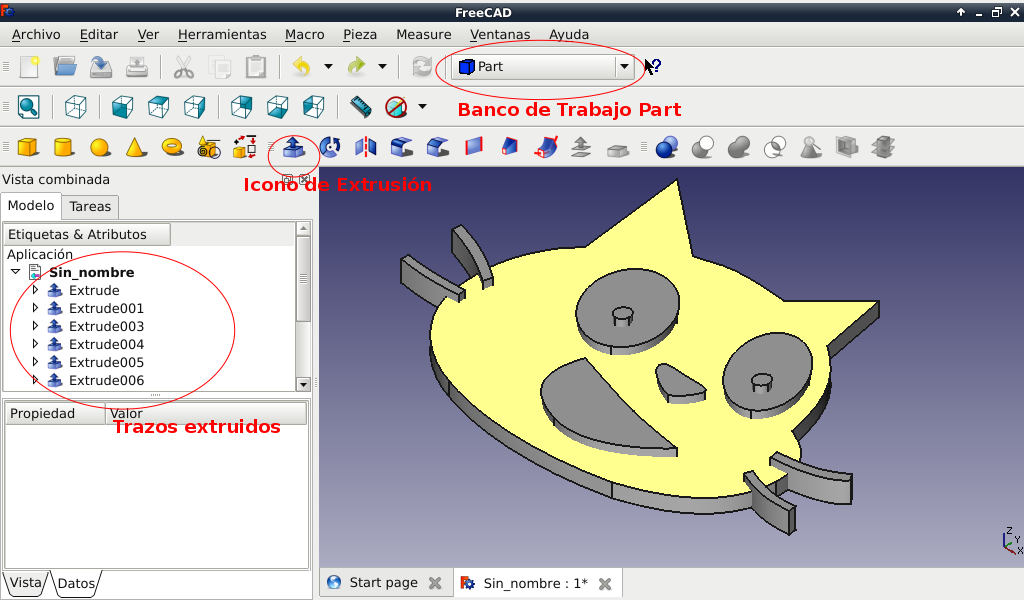 FreeCAD
Archivo Editar Ver Herramientas Macro Pieza Measure Ventanas Ayuda
Part
Banco de Trabajo Part
Icono de Extrusión
Vista combinada
Modelo Tareas
Etiquetas & Atributos
Aplicación
Sin_nombre
Extrude
Extrude001
Extrude003
Extrude004
Extrude005
Extrude006
Propiedad Valor
Trazos extruidos
Z
Y
X
Vista Datos
Start page Sin_nombre : 1*